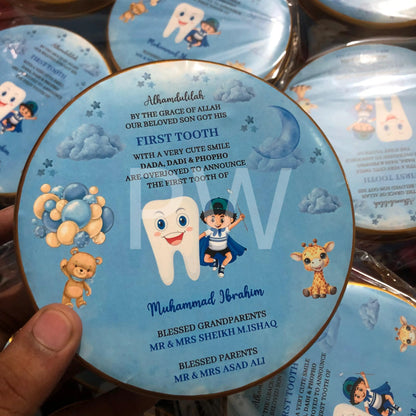 Alhamdulilah
BY THE GRACE OF ALLAH
OUR BELOVED SON GOT HIS
FIRST TOOTH
WITH A VERY CUTE SMILE
DADA, DADI & PHOPHO
ARE OVERJOYED TO ANNOUNCE
THE FIRST TOOTH OF
Muhammad Ibrahim
BLESSED GRANDPARENTS
MR & MRS SHEIKH M.ISHAQ
BLESSED PARENTS
MR & MRS ASAD ALI